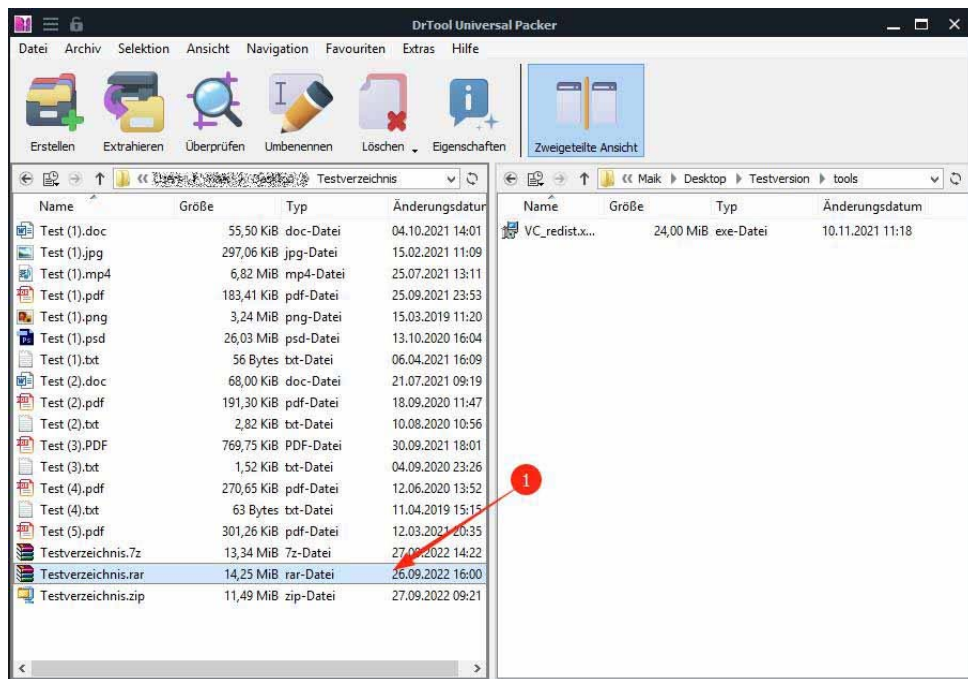 DrTool Universal Packer
Datei Archiv Selektion Ansicht Navigation Favouriten Extras Hilfe
Erstellen Extrahieren Überprüfen Umbenennen Löschen Eigenschaften Zweigeteilte Ansicht
Testverzeichnis
Name Größe Typ Änderungsdatur
Test (1).doc 55,50 KiB doc-Datei 04.10.2021 14:01
Test (1).jpg 297,06 KiB jpg-Datei 15.02.2021 11:09
Test (1).mp4 6,82 MiB mp4-Datei 25.07.2021 13:11
Test (1).pdf 183,41 KiB pdf-Datei 25.09.2021 23:53
Test (1).png 3,24 MiB png-Datei 15.03.2019 11:20
Test (1).psd 26,03 MiB psd-Datei 13.10.2020 16:04
Test (1).txt 56 Bytes txt-Datei 06.04.2021 16:09
Test (2).doc 68,00 KiB doc-Datei 21.07.2021 09:19
Test (2).pdf 191,30 KiB pdf-Datei 18.09.2020 11:47
Test (2).txt 2,82 KiB txt-Datei 10.08.2020 10:56
Test (3).PDF 769,75 KiB PDF-Datei 30.09.2021 18:01
Test (3).txt 1,52 KiB txt-Datei 04.09.2020 23:26
Test (4).pdf 270,65 KiB pdf-Datei 12.06.2020 13:52
Test (4).txt 63 Bytes txt-Datei 11.04.2019 15:15
Test (5).pdf 301,26 KiB pdf-Datei 12.03.2021 20:35
Testverzeichnis.7z 13,34 MiB 7z-Datei 27.09.2022 14:22
Testverzeichnis.rar 14,25 MiB rar-Datei 26.09.2022 16:00
Testverzeichnis.zip 11,49 MiB zip-Datei 27.09.2022 09:21
Maik Desktop Testversion tools
Name Größe Typ Änderungsdatum
VC_redist.x... 24,00 MiB exe-Datei 10.11.2021 11:18
1